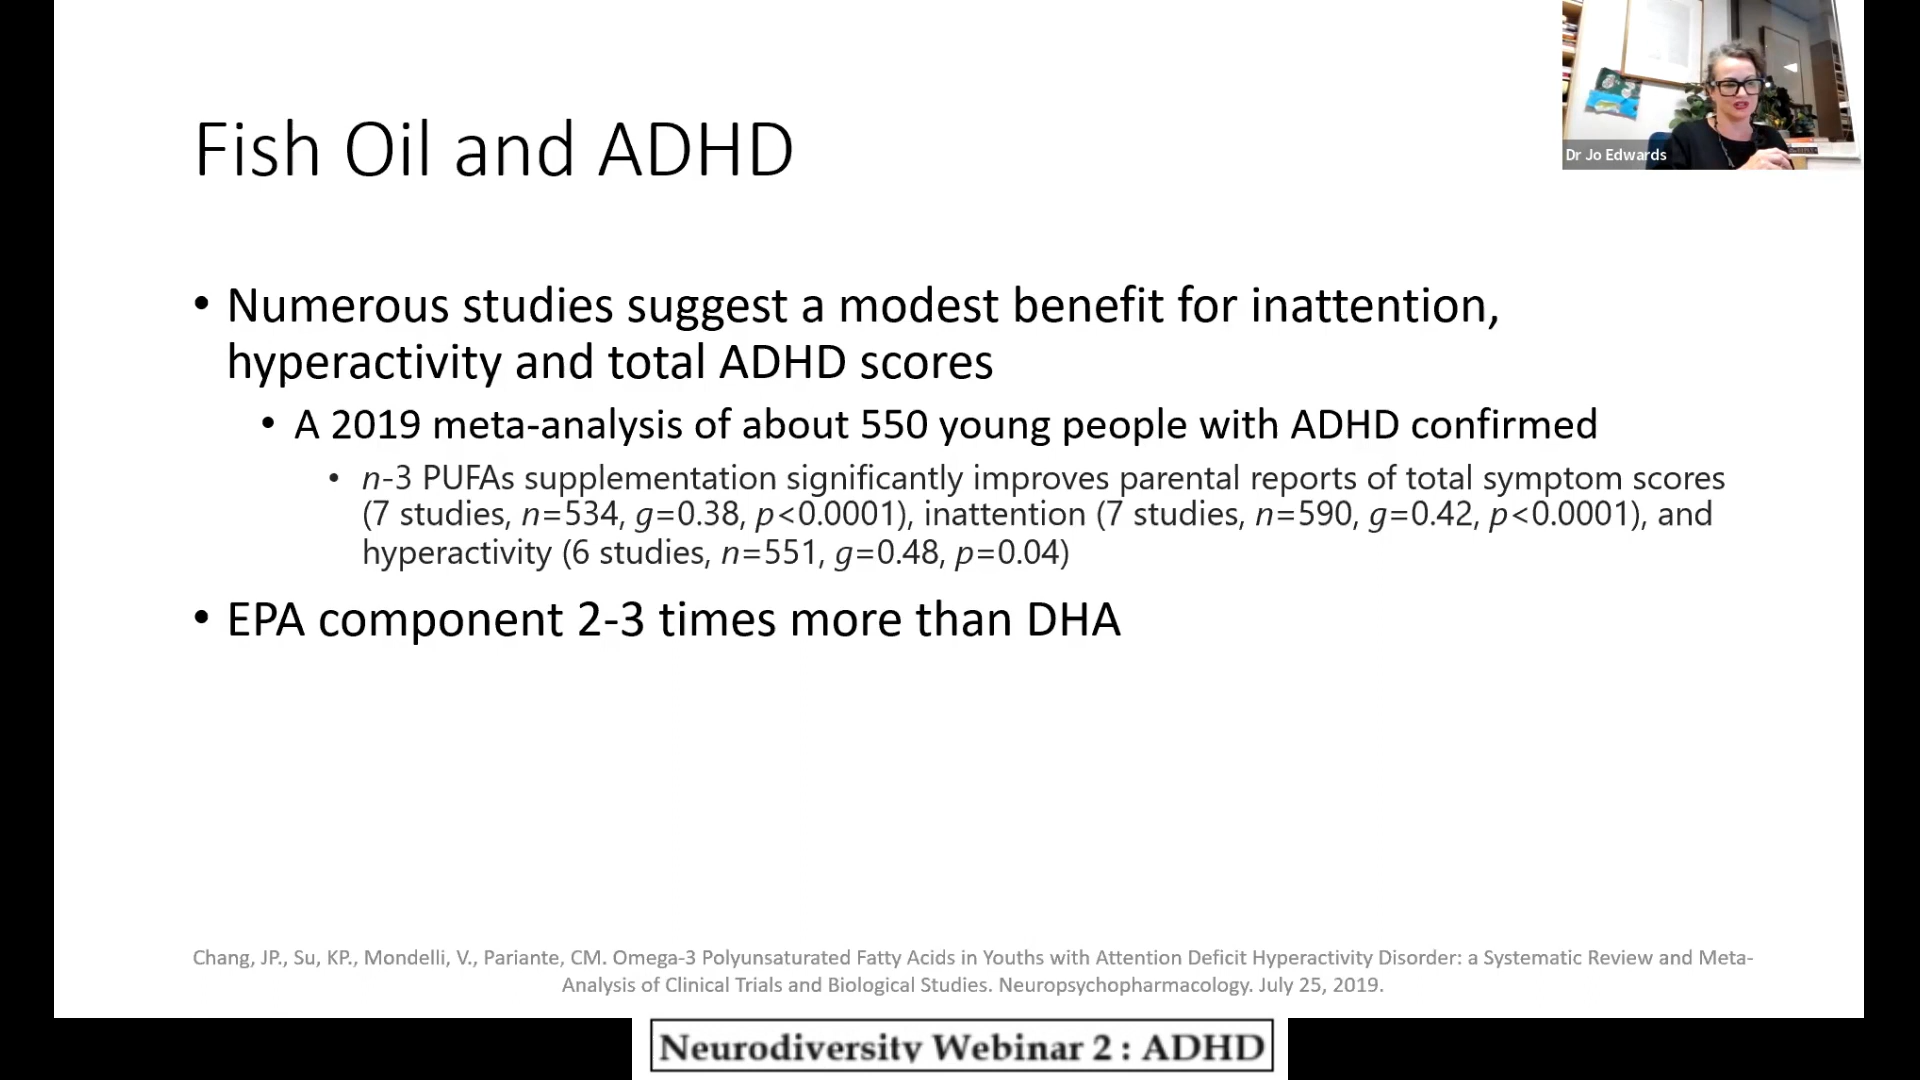 Fish Oil and ADHD
Dr Jo Edwards
• Numerous studies suggest a modest benefit for inattention,
hyperactivity and total ADHD scores
• A 2019 meta-analysis of about 550 young people with ADHD confirmed
• n-3 PUFAs supplementation significantly improves parental reports of total symptom scores
(7 studies, n=534, g=0.38, p<0.0001), inattention (7 studies, n=590, g=0.42, p<0.0001), and
hyperactivity (6 studies, n=551, g=0.48, p=0.04)
• EPA component 2-3 times more than DHA
Chang, JP., Su, KP., Mondelli, V., Pariante, CM. Omega-3 Polyunsaturated Fatty Acids in Youths with Attention Deficit Hyperactivity Disorder: a Systematic Review and Meta-
Analysis of Clinical Trials and Biological Studies. Neuropsychopharmacology. July 25, 2019.
Neurodiversity Webinar 2 : ADHD